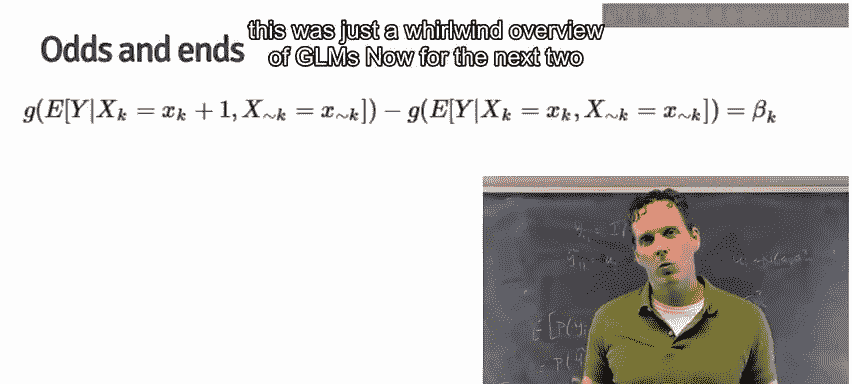 this was just a whirlwind overview
of GLMs Now for the next two
Odds and ends
g(E[Y|X_k = x_k + 1, X_{∼k} = x_{∼k}]) − g(E[Y|X_k = x_k, X_{∼k} = x_{∼k}]) = β_k